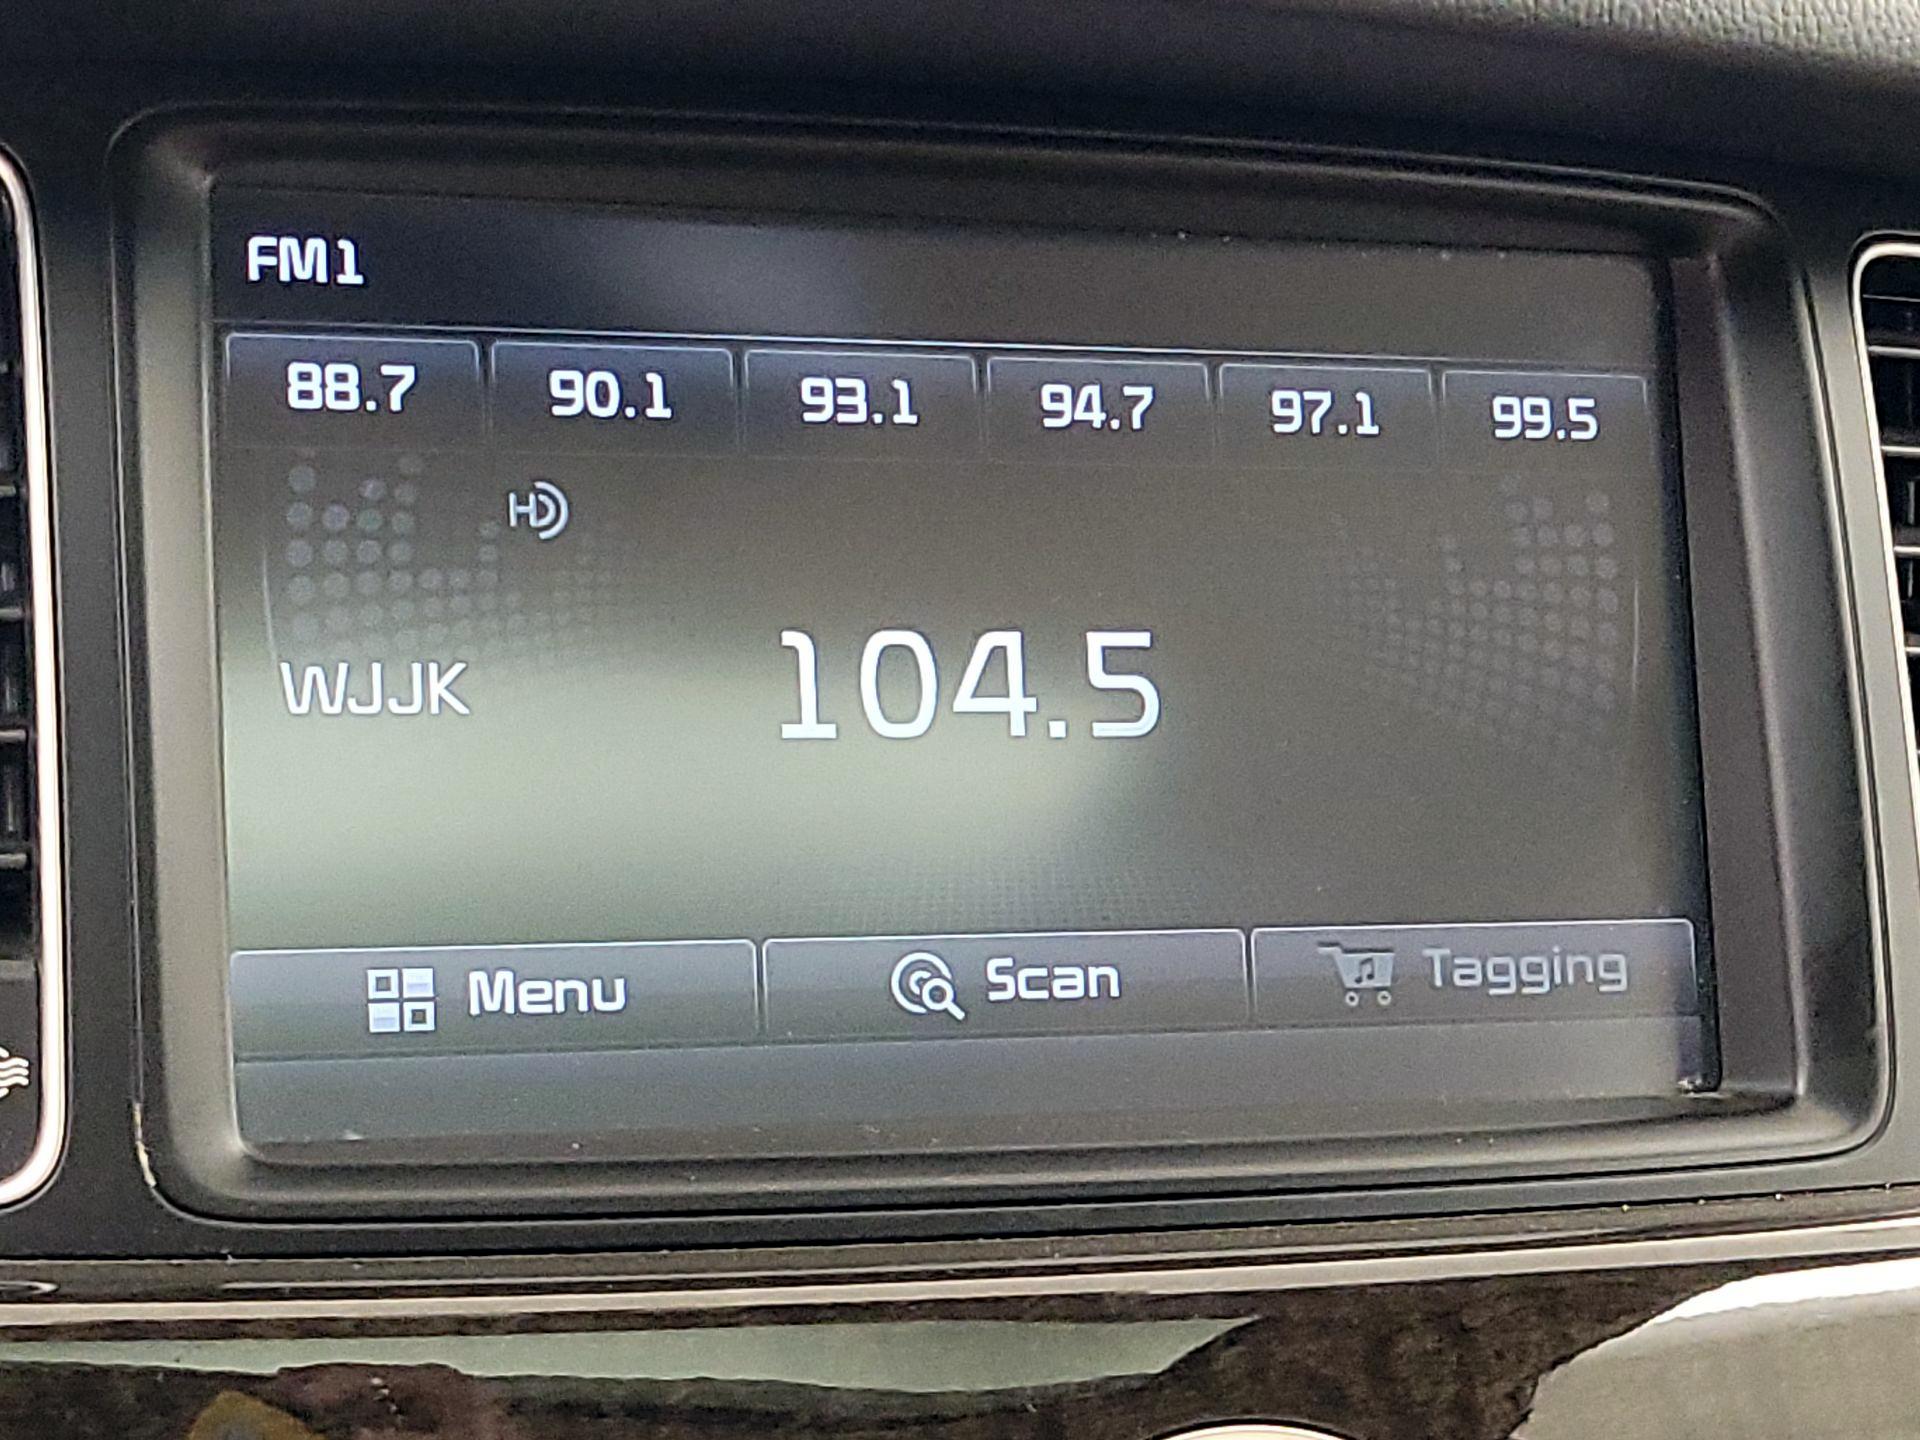 FM1
88.7 90.1 93.1 94.7 97.1 99.5
HD
WJJK 104.5
Menu Scan Tagging